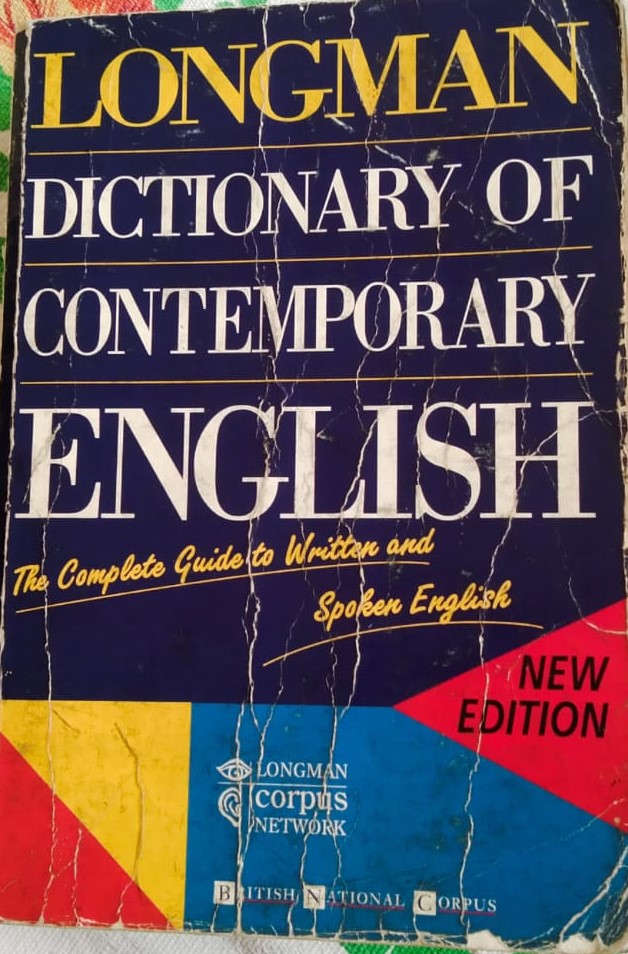 LONGMAN
DICTIONARY OF
CONTEMPORARY
ENGLISH
The Complete Guide to Written and
Spoken English
NEW
EDITION
LONGMAN
corpus
NETWORK
BRITISH NATIONAL CORPUS